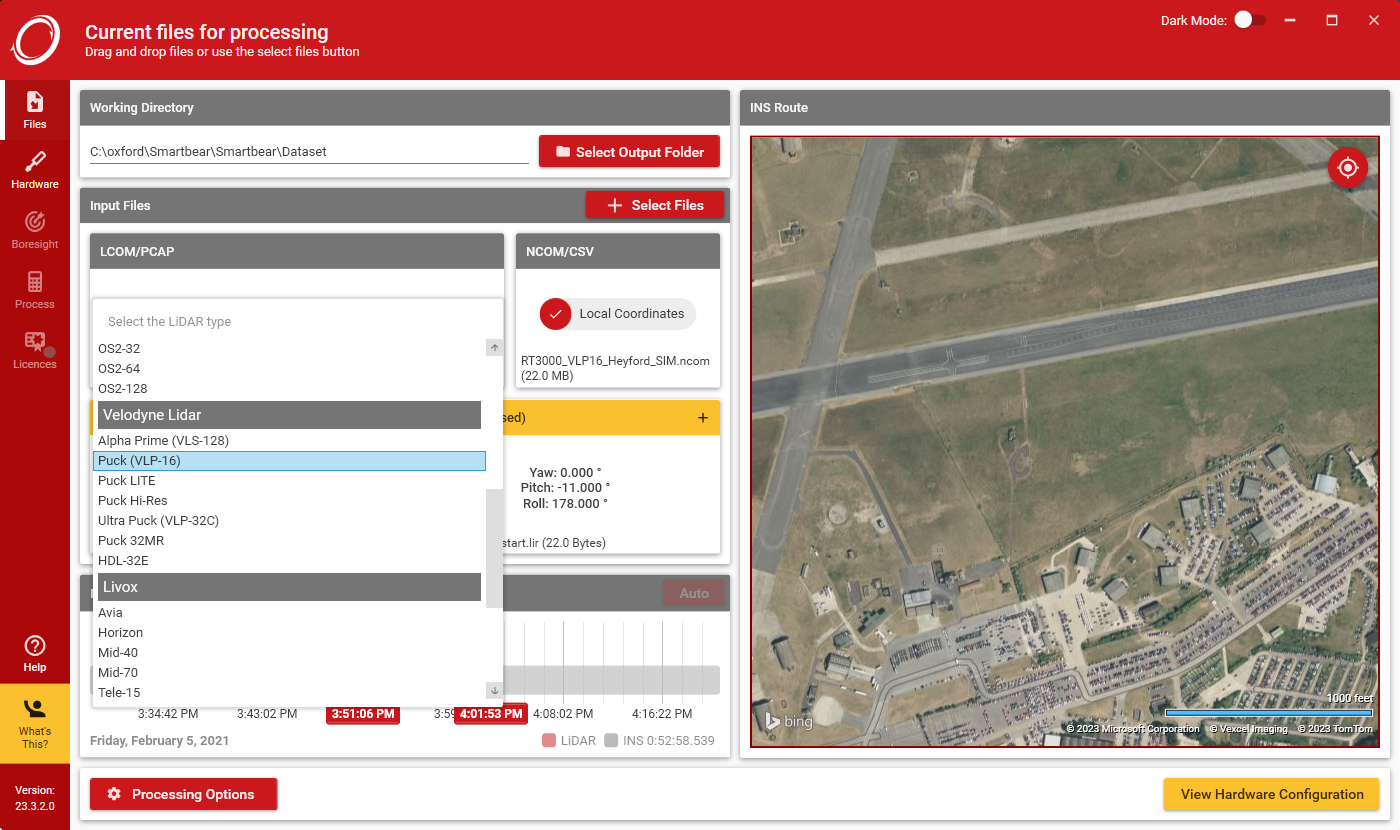 Current files for processing
Drag and drop files or use the select files button
Dark Mode:
Files
Hardware
Boresight
Process
Licences
Help
What's
This?
Version:
23.3.2.0
Working Directory
C:\oxford\Smartbear\Smartbear\Dataset
Select Output Folder
Input Files
Select Files
LCOM/PCAP
Select the LiDAR type
OS2-32
OS2-64
OS2-128
Velodyne Lidar
Alpha Prime (VLS-128)
Puck (VLP-16)
Puck LITE
Puck Hi-Res
Ultra Puck (VLP-32C)
Puck 32MR
HDL-32E
Livox
Avia
Horizon
Mid-40
Mid-70
Tele-15
NCOM/CSV
Local Coordinates
RT3000_VLP16_Heyford_SIM.ncom
(22.0 MB)
sed)
Yaw: 0.000 °
Pitch: -11.000 °
Roll: 178.000 °
start.lir (22.0 Bytes)
Auto
3:34:42 PM
3:43:02 PM
3:51:06 PM
3:59
4:01:53 PM
4:08:02 PM
4:16:22 PM
Friday, February 5, 2021
LiDAR
INS 0:52:58.539
INS Route
1000 feet
bing
© 2023 Microsoft Corporation © Vexcel Imaging © 2023 TomTom
Processing Options
View Hardware Configuration